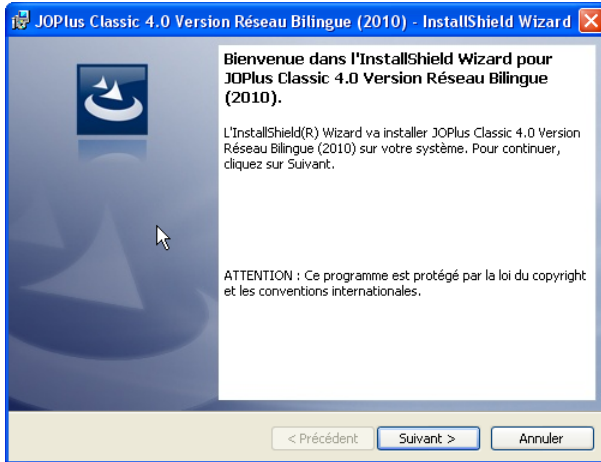 JOPlus Classic 4.0 Version Réseau Bilingue (2010) - InstallShield Wizard
Bienvenue dans l'InstallShield Wizard pour
JOPlus Classic 4.0 Version Réseau Bilingue
(2010).
L'InstallShield(R) Wizard va installer JOPlus Classic 4.0 Version
Réseau Bilingue (2010) sur votre système. Pour continuer,
cliquez sur Suivant.
ATTENTION : Ce programme est protégé par la loi du copyright
et les conventions internationales.
< Précédent Suivant > Annuler